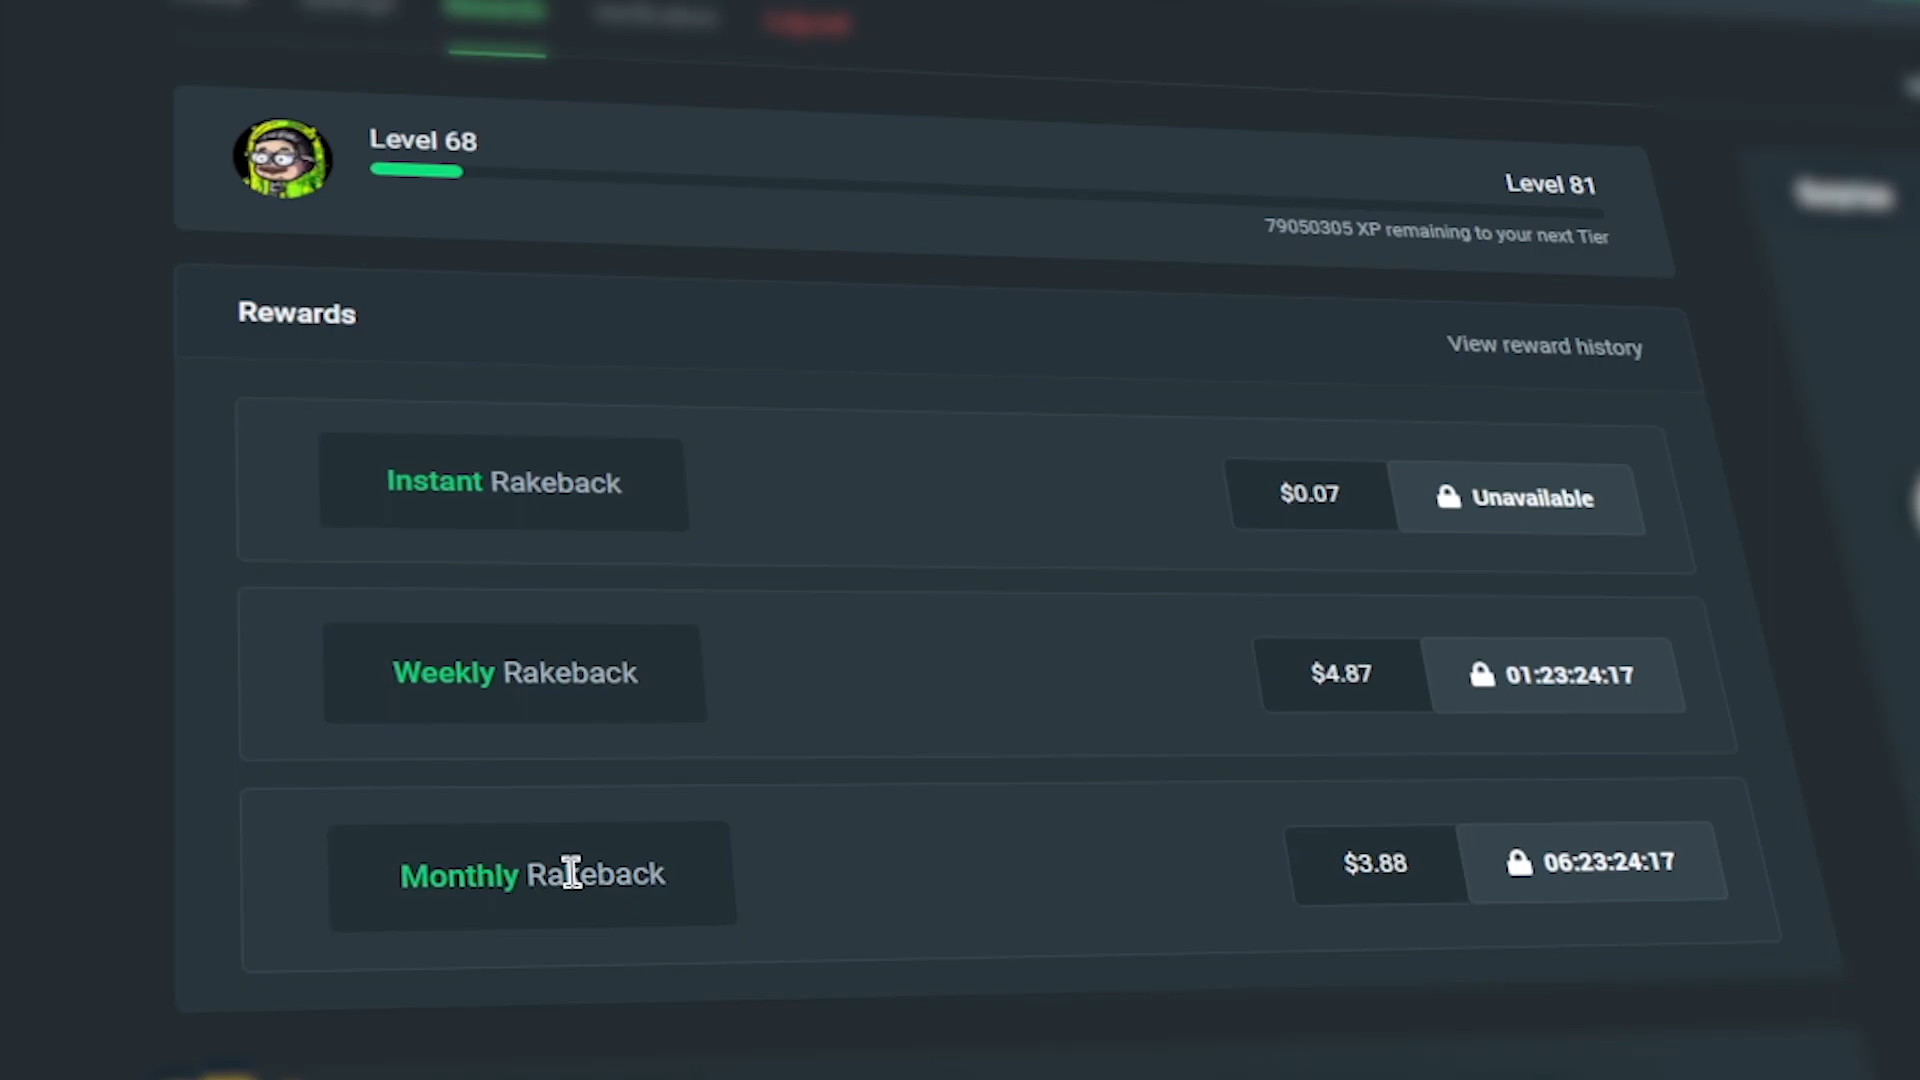 Rewards
Level 68
Level 81
79050305 XP remaining to your next Tier
Rewards
View reward history
Instant Rakeback
$0.07
Unavailable
Weekly Rakeback
$4.87
01:23:24:17
Monthly Rakeback
$3.88
06:23:24:17